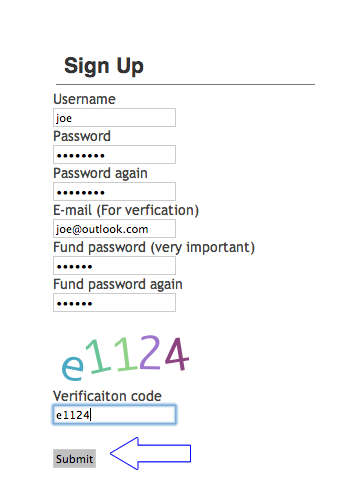 Sign Up
Username
joe
Password
••••••••
Password again
••••••••
E-mail (For verfication)
joe@outlook.com
Fund password (very important)
••••••
Fund password again
••••••
e1124
Verificaiton code
e1124
Submit